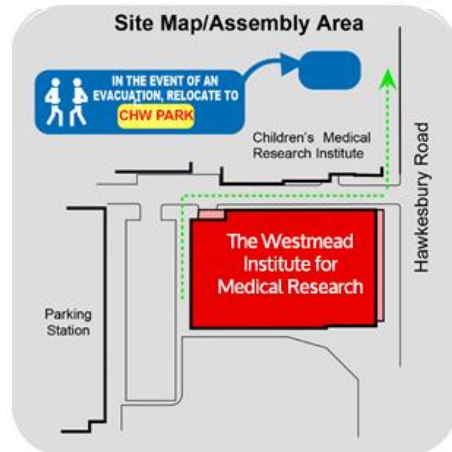 Site Map/Assembly Area
IN THE EVENT OF AN
EVACUATION, RELOCATE TO
CHW PARK
Children's Medical
Research Institute
Hawkesbury Road
The Westmead
Institute for
Medical Research
Parking
Station